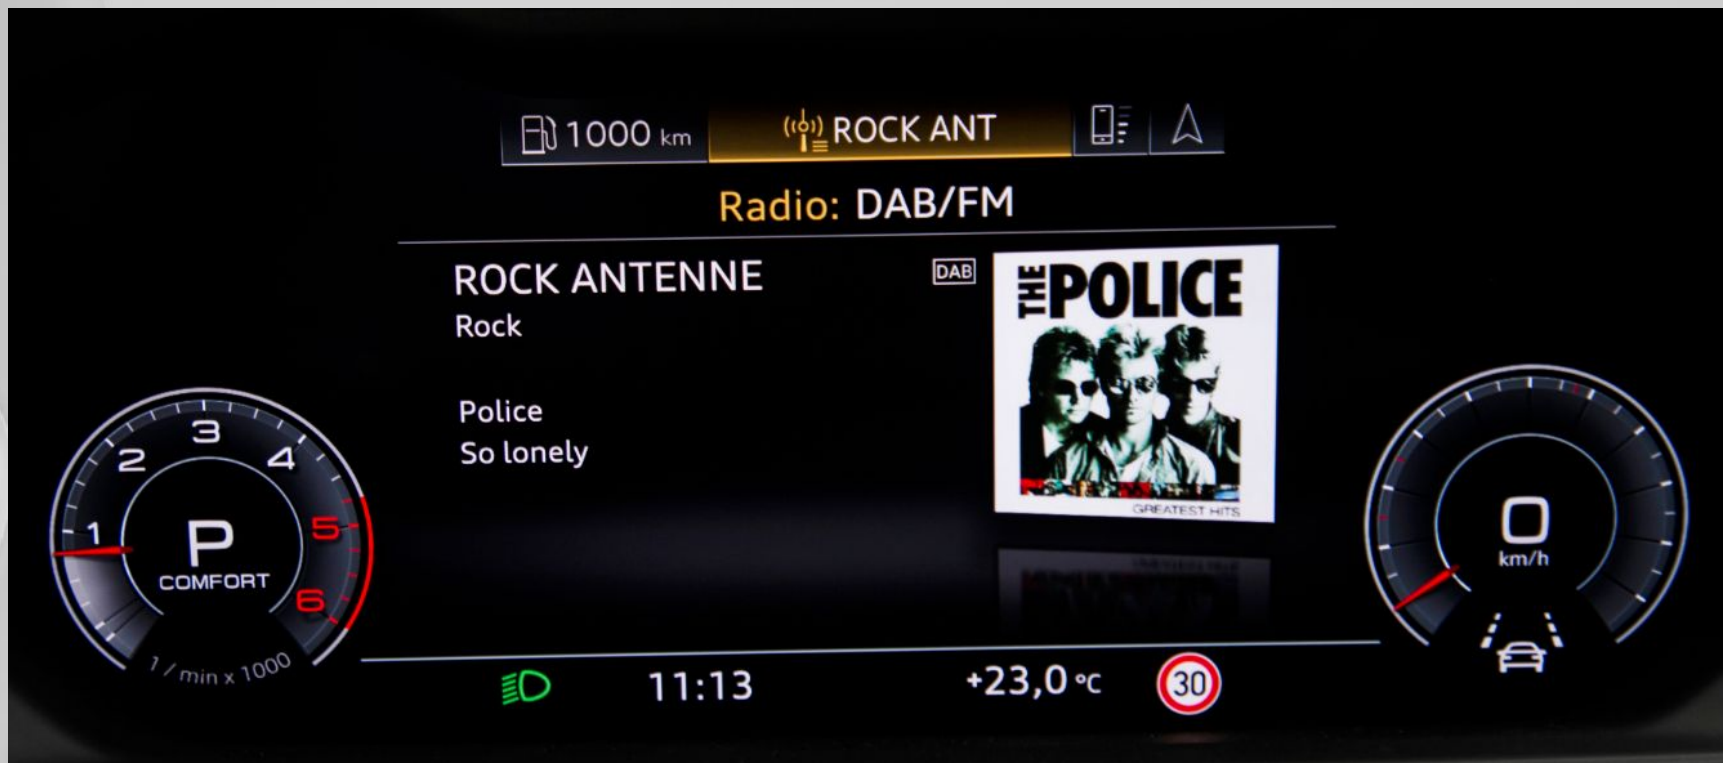 1000 km
ROCK ANT
Radio: DAB/FM
ROCK ANTENNE
DAB
Rock
Police
So lonely
THE POLICE
GREATEST HITS
1
2
3
4
5
6
P
COMFORT
1 / min x 1000
0
km/h
11:13
+23,0 °C
30